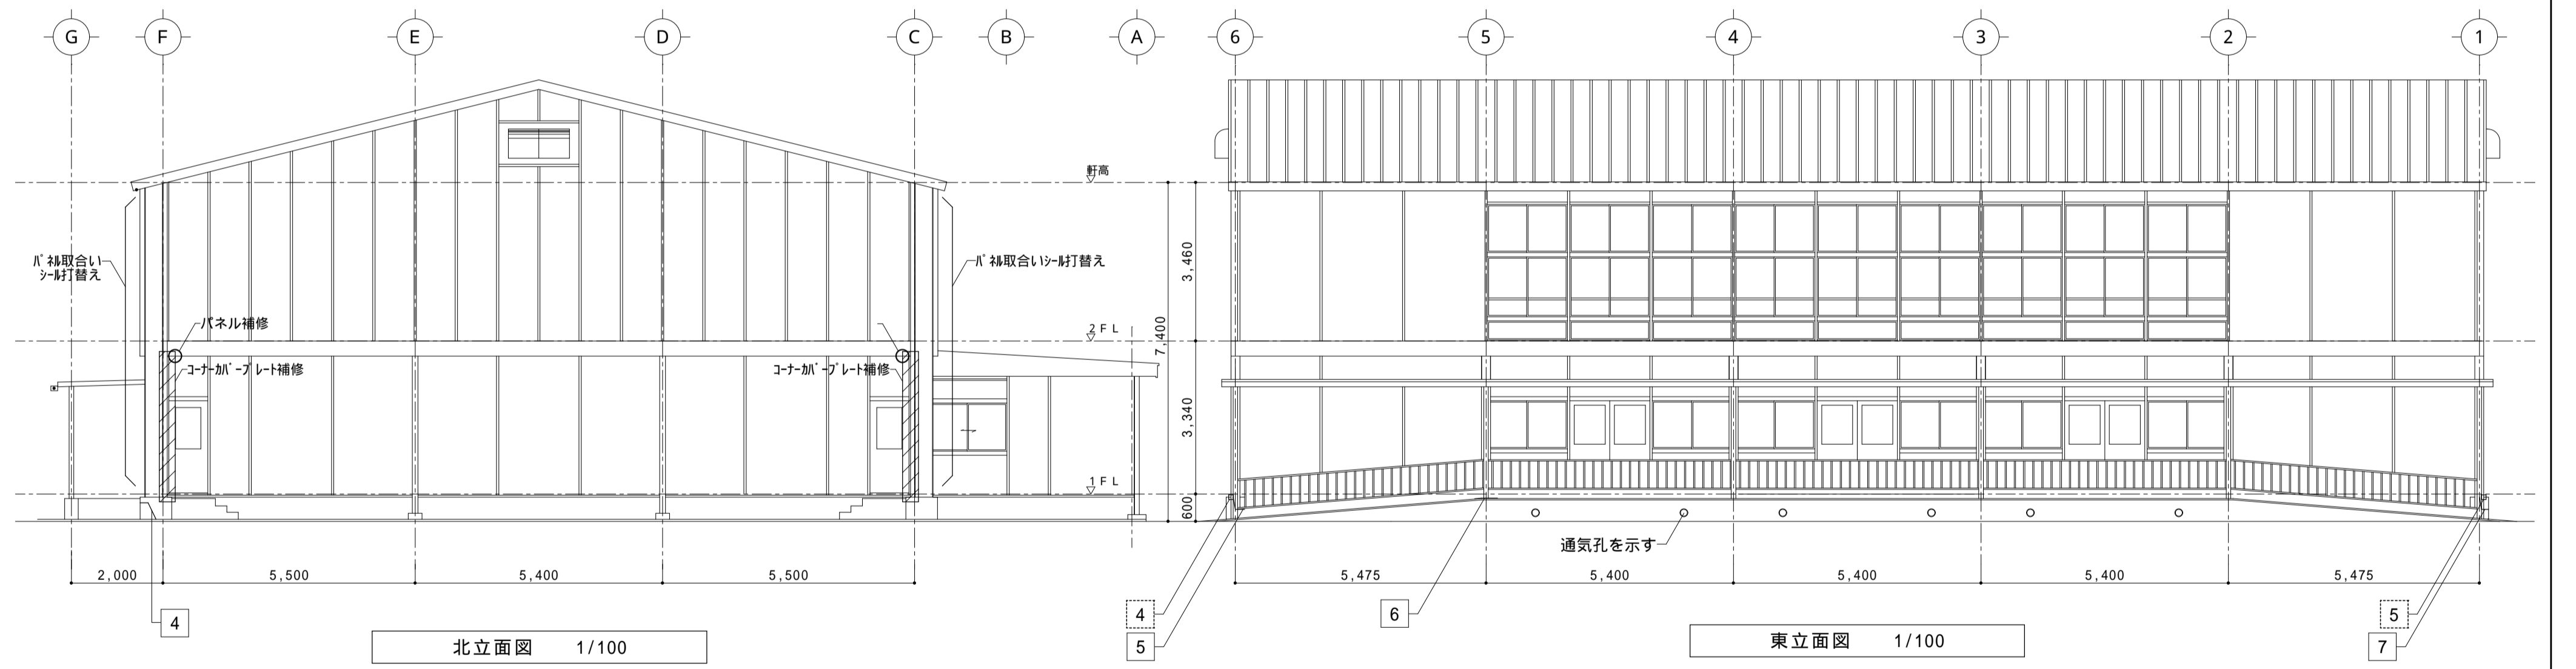 G F E D C B A 6 5 4 3 2 1
軒高
パネル取合い
シール打替え
パネル取合いシール打替え
3,460
パネル補修
2FL
7,400
コーナーカバープレート補修
コーナーカバープレート補修
3,340
1FL
600
通気孔を示す
2,000 5,500 5,400 5,500
5,475 5,400 5,400 5,400 5,475
4
4
5
6
5
7
北立面図 1/100
東立面図 1/100